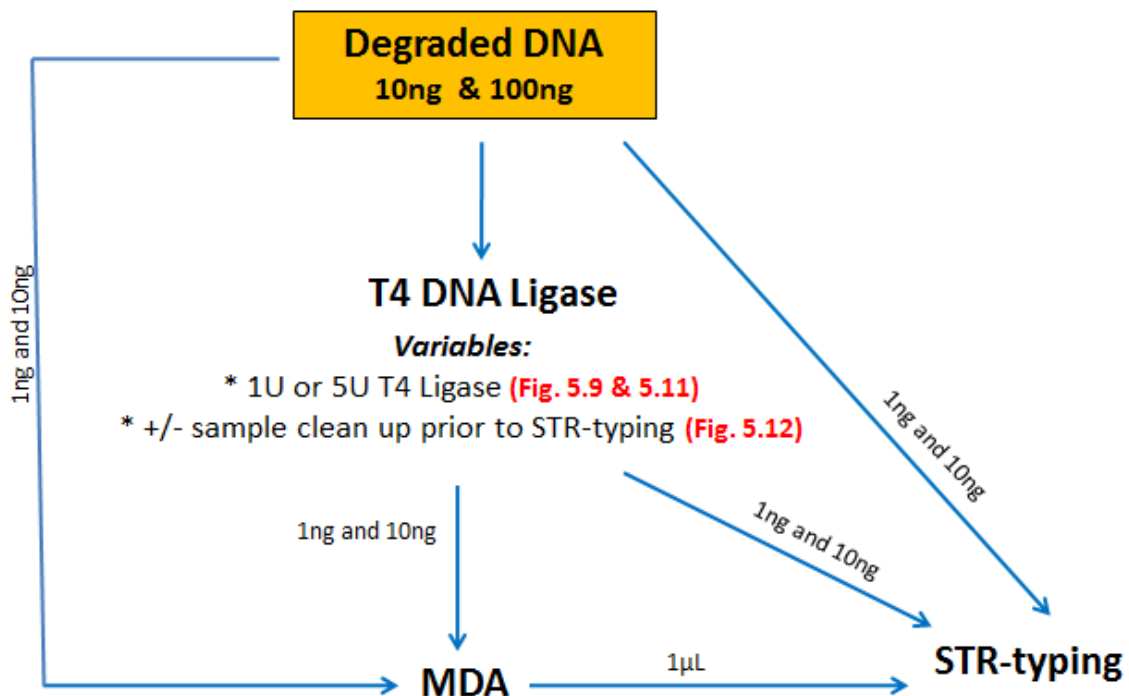 Degraded DNA
10ng & 100ng
1ng and 10ng
T4 DNA Ligase
Variables:
* 1U or 5U T4 Ligase (Fig. 5.9 & 5.11)
* +/- sample clean up prior to STR-typing (Fig. 5.12)
1ng and 10ng
1ng and 10ng
1ng and 10ng
MDA
1µL
STR-typing